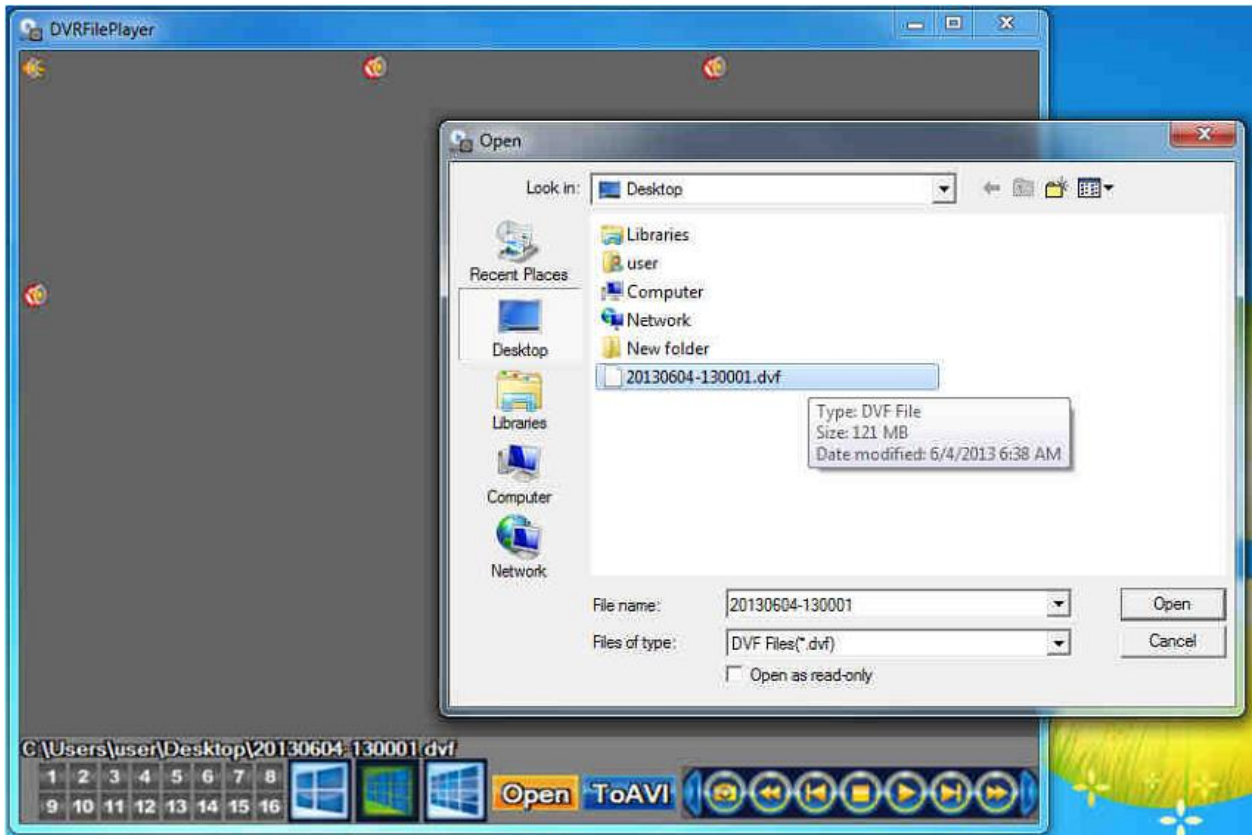 DVRFilePlayer
Open
Look in: Desktop
Recent Places
Desktop
Libraries
Computer
Network
Libraries
user
Computer
Network
New folder
20130604-130001.dvf
Type: DVF File
Size: 121 MB
Date modified: 6/4/2013 6:38 AM
File name: 20130604-130001 Open
Files of type: DVF Files(*.dvf) Cancel
Open as read-only
C:\Users\user\Desktop\20130604-130001.dvf
1 2 3 4 5 6 7 8
9 10 11 12 13 14 15 16
Open ToAVI